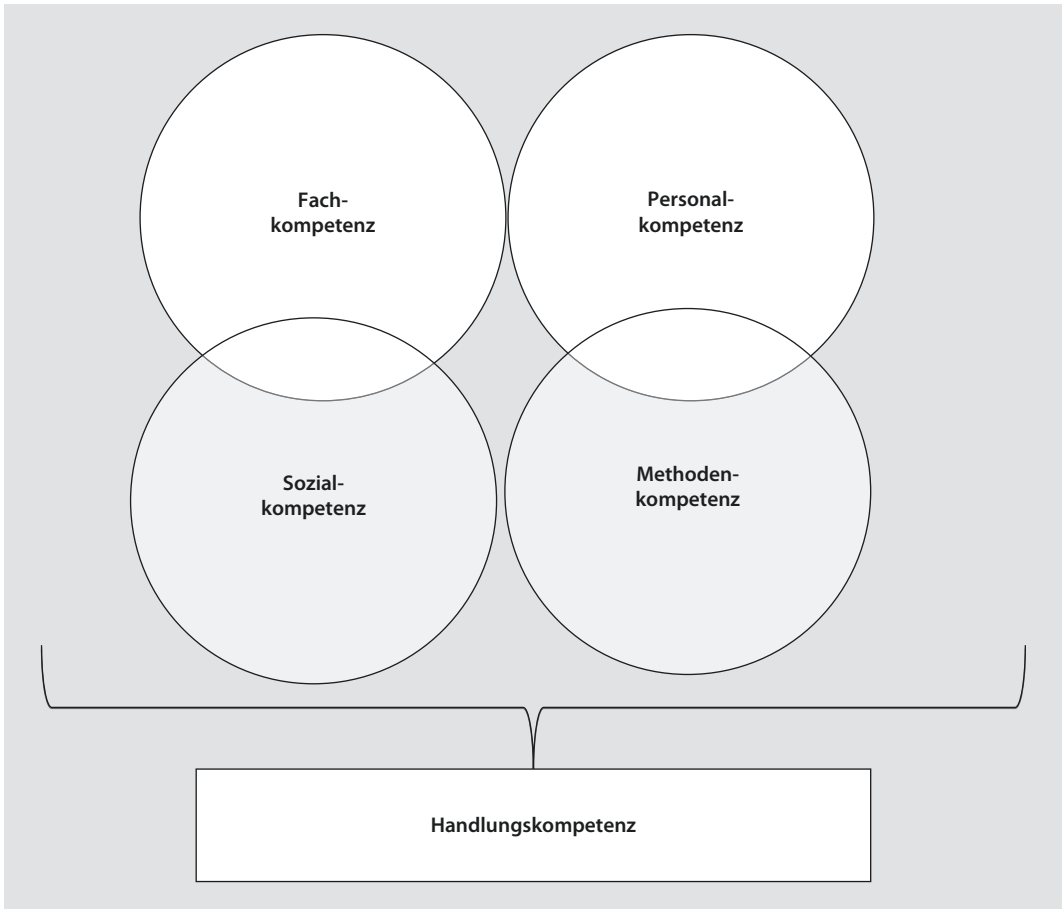 Fach-
kompetenz
Personal-
kompetenz
Sozial-
kompetenz
Methoden-
kompetenz
Handlungskompetenz